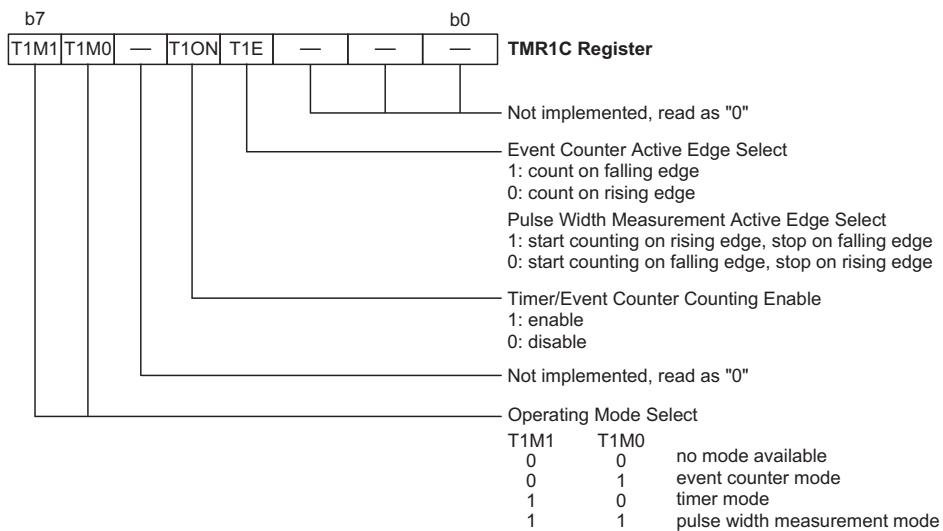 b7 b0
T1M1 T1M0 — T1ON T1E — — — TMR1C Register
Not implemented, read as "0"
Event Counter Active Edge Select
1: count on falling edge
0: count on rising edge
Pulse Width Measurement Active Edge Select
1: start counting on rising edge, stop on falling edge
0: start counting on falling edge, stop on rising edge
Timer/Event Counter Counting Enable
1: enable
0: disable
Not implemented, read as "0"
Operating Mode Select
T1M1 T1M0
0 0 no mode available
0 1 event counter mode
1 0 timer mode
1 1 pulse width measurement mode